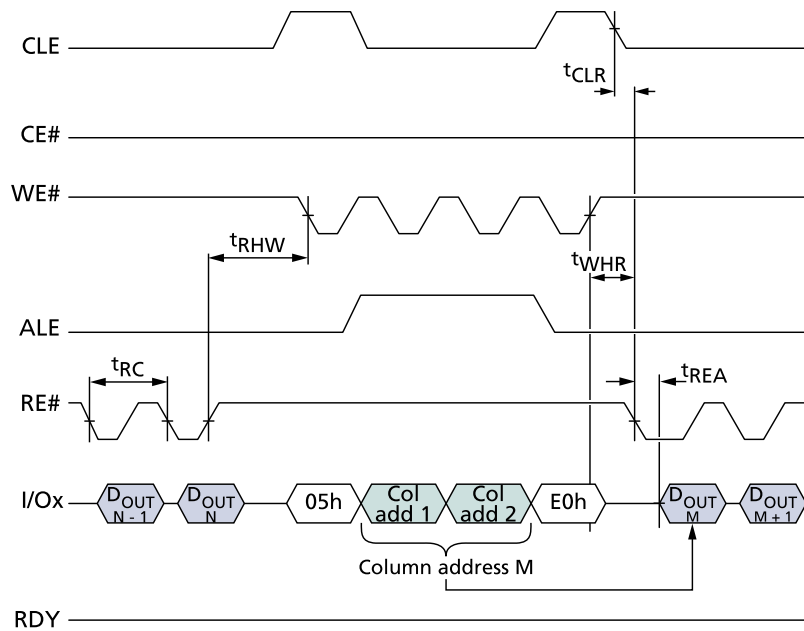 CLE
tCLR
CE#
WE#
tRHW
tWHR
ALE
tRC
tREA
RE#
I/Ox
DOUT
N - 1
DOUT
N
05h
Col
add 1
Col
add 2
E0h
DOUT
M
DOUT
M + 1
Column address M
RDY